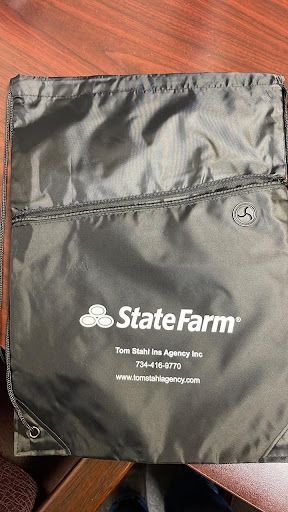 StateFarm®
Tom Stahl Ins Agency Inc
734-416-9770
www.tomstahlagency.com